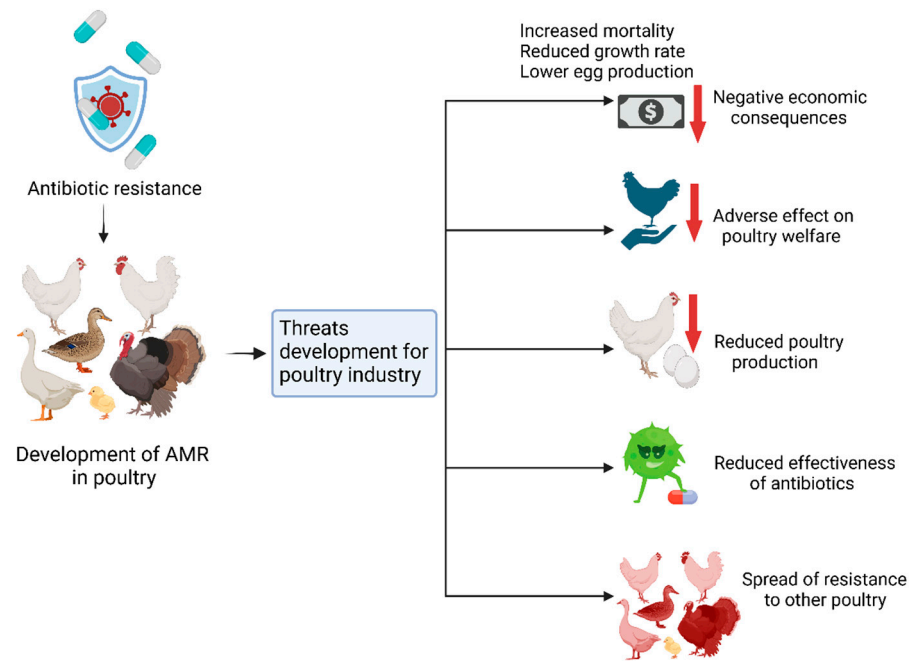 Antibiotic resistance
Development of AMR
in poultry
Threats
development for
poultry industry
Increased mortality
Reduced growth rate
Lower egg production
$
Negative economic
consequences
Adverse effect on
poultry welfare
Reduced poultry
production
Reduced effectiveness
of antibiotics
Spread of resistance
to other poultry